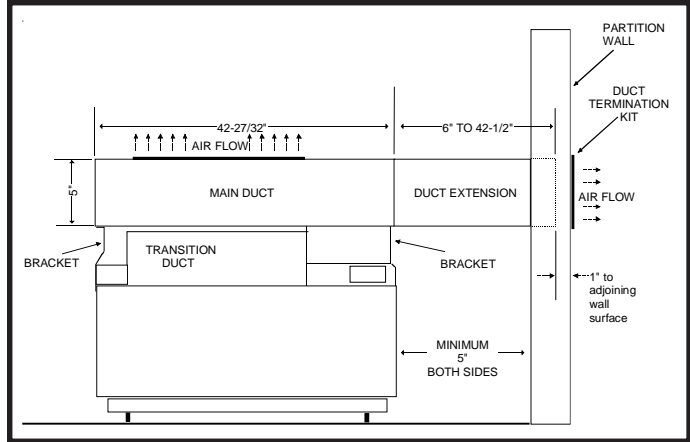 PARTITION
WALL
DUCT
TERMINATION
KIT
42-27/32"
6" TO 42-1/2"
AIR FLOW
5"
MAIN DUCT
DUCT EXTENSION
AIR FLOW
BRACKET
TRANSITION
DUCT
BRACKET
1" to
adjoining
wall
surface
MINIMUM
5"
BOTH SIDES